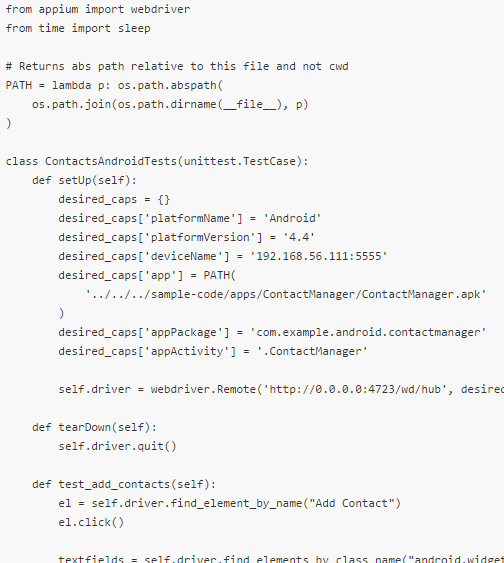 from appium import webdriver
from time import sleep

# Returns abs path relative to this file and not cwd
PATH = lambda p: os.path.abspath(
    os.path.join(os.path.dirname(__file__), p)
)

class ContactsAndroidTests(unittest.TestCase):
    def setUp(self):
        desired_caps = {}
        desired_caps['platformName'] = 'Android'
        desired_caps['platformVersion'] = '4.4'
        desired_caps['deviceName'] = '192.168.56.111:5555'
        desired_caps['app'] = PATH(
            '../../../sample-code/apps/ContactManager/ContactManager.apk'
        )
        desired_caps['appPackage'] = 'com.example.android.contactmanager'
        desired_caps['appActivity'] = '.ContactManager'

        self.driver = webdriver.Remote('http://0.0.0.0:4723/wd/hub', desired

    def tearDown(self):
        self.driver.quit()

    def test_add_contacts(self):
        el = self.driver.find_element_by_name("Add Contact")
        el.click()

        textfields = self.driver.find_elements_by_class_name("android.widget